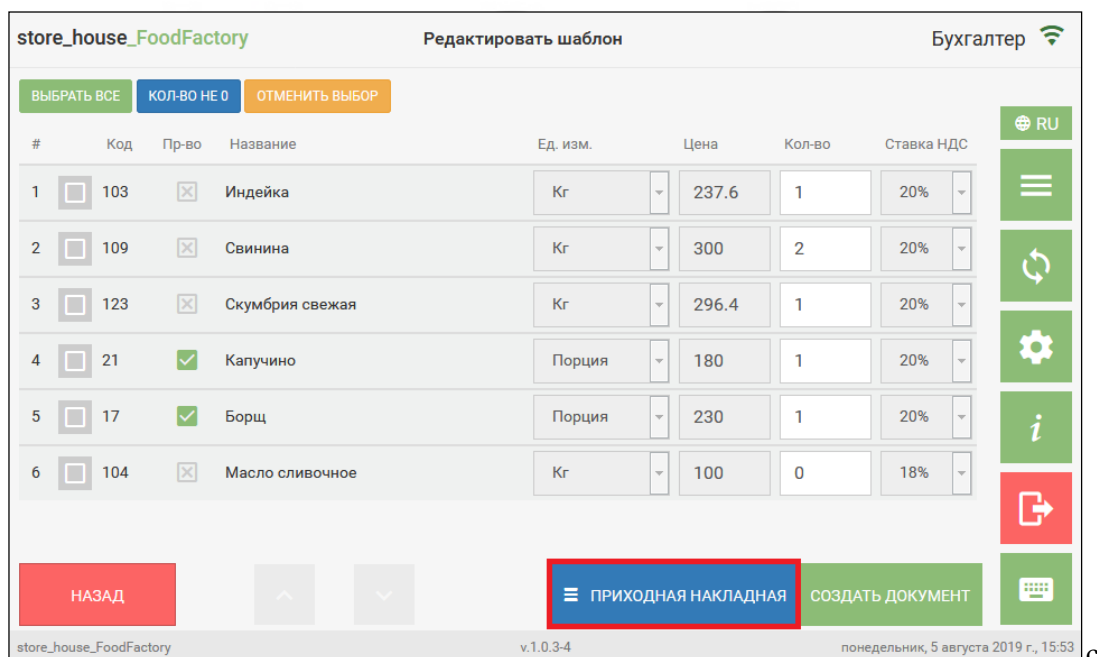 store_house_FoodFactory Редактировать шаблон Бухгалтер
ВЫБРАТЬ ВСЕ КОЛ-ВО НЕ 0 ОТМЕНИТЬ ВЫБОР
RU
# Код Пр-во Название Ед. изм. Цена Кол-во Ставка НДС
1 103 Индейка Кг 237.6 1 20%
2 109 Свинина Кг 300 2 20%
3 123 Скумбрия свежая Кг 296.4 1 20%
4 21 Капучино Порция 180 1 20%
5 17 Борщ Порция 230 1 20%
i
6 104 Масло сливочное Кг 100 0 18%
НАЗАД ПРИХОДНАЯ НАКЛАДНАЯ СОЗДАТЬ ДОКУМЕНТ
store_house_FoodFactory v.1.0.3-4 понедельник, 5 августа 2019 г., 15:53